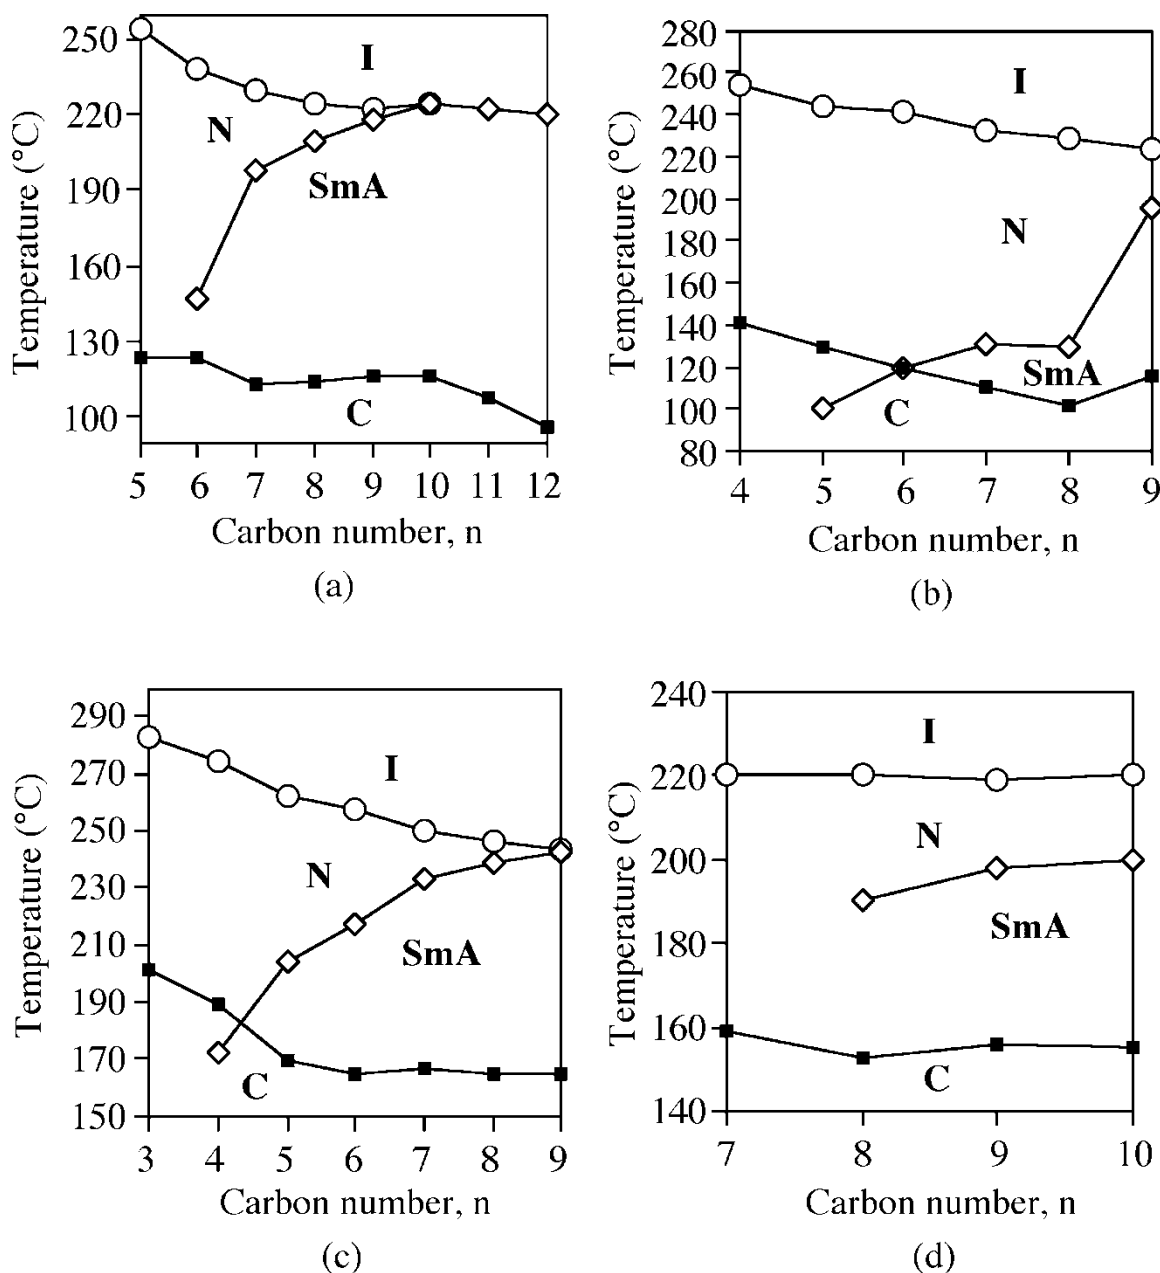 Temperature (°C)
250
220
190
160
130
100
I
N
SmA
C
5 6 7 8 9 10 11 12
Carbon number, n
(a)
Temperature (°C)
280
260
240
220
200
180
160
140
120
100
80
I
N
SmA
C
4 5 6 7 8 9
Carbon number, n
(b)
Temperature (°C)
290
270
250
230
210
190
170
150
I
N
SmA
C
3 4 5 6 7 8 9
Carbon number, n
(c)
Temperature (°C)
240
220
200
180
160
140
I
N
SmA
C
7 8 9 10
Carbon number, n
(d)